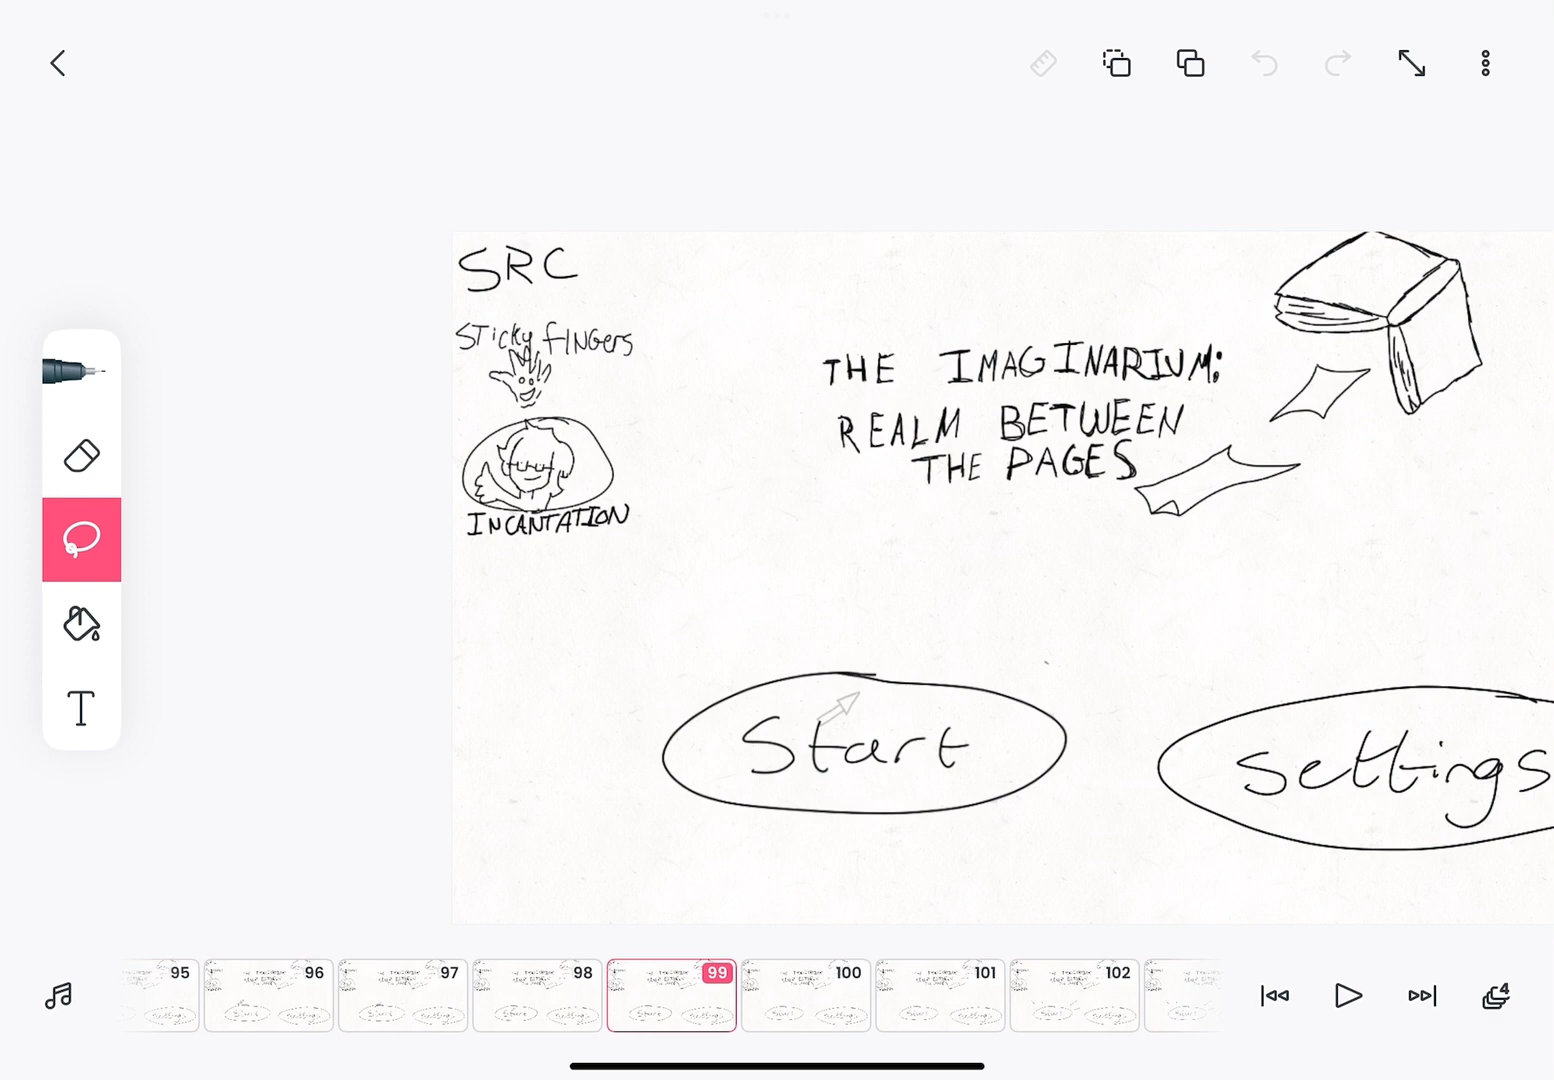 SRC
Sticky fINGers
INCANTATION
THE IMAGINARIUM:
REALM BETWEEN
THE PAGES
Start
settings
T
95
96
97
98
99
100
101
102
4